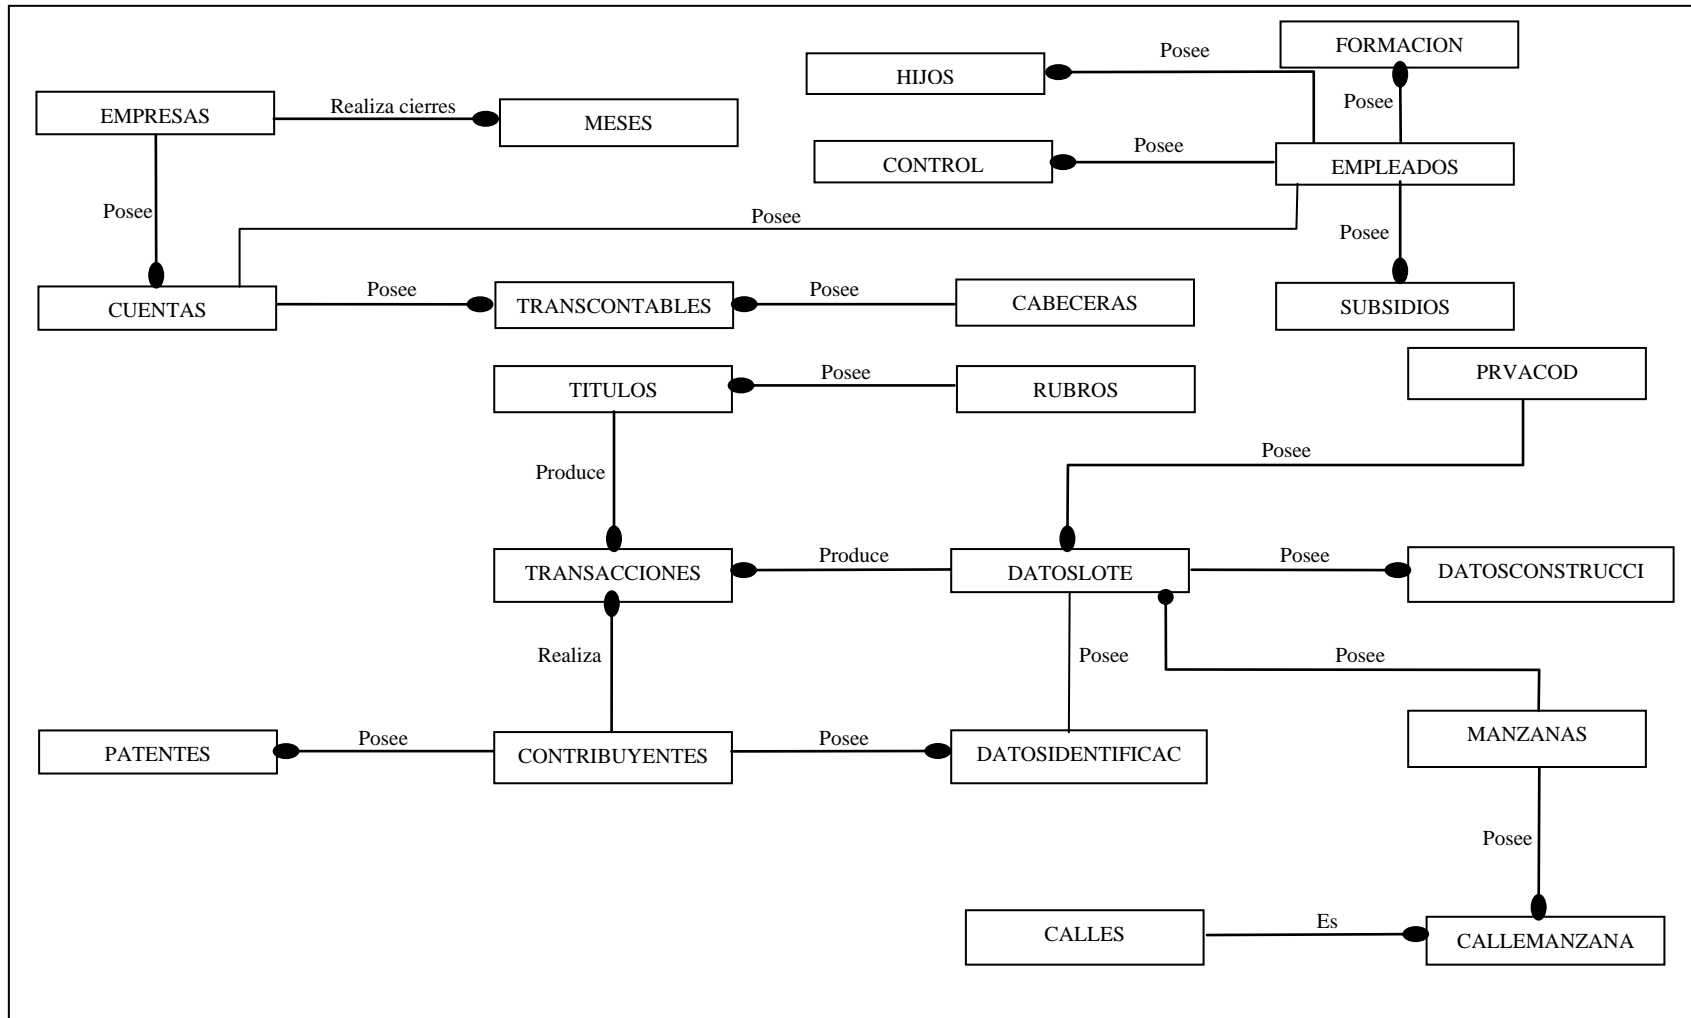 FORMACION
Posee
HIJOS
Posee
Realiza cierres
EMPRESAS
MESES
Posee
CONTROL
EMPLEADOS
Posee
Posee
Posee
CUENTAS
Posee
TRANSCONTABLES
Posee
CABECERAS
SUBSIDIOS
TITULOS
Posee
RUBROS
PRVACOD
Posee
Produce
TRANSACCIONES
Produce
DATOSLOTE
Posee
DATOSCONSTRUCCI
Realiza
Posee
Posee
PATENTES
Posee
CONTRIBUYENTES
Posee
DATOSIDENTIFICAC
MANZANAS
Posee
CALLES
Es
CALLEMANZANA